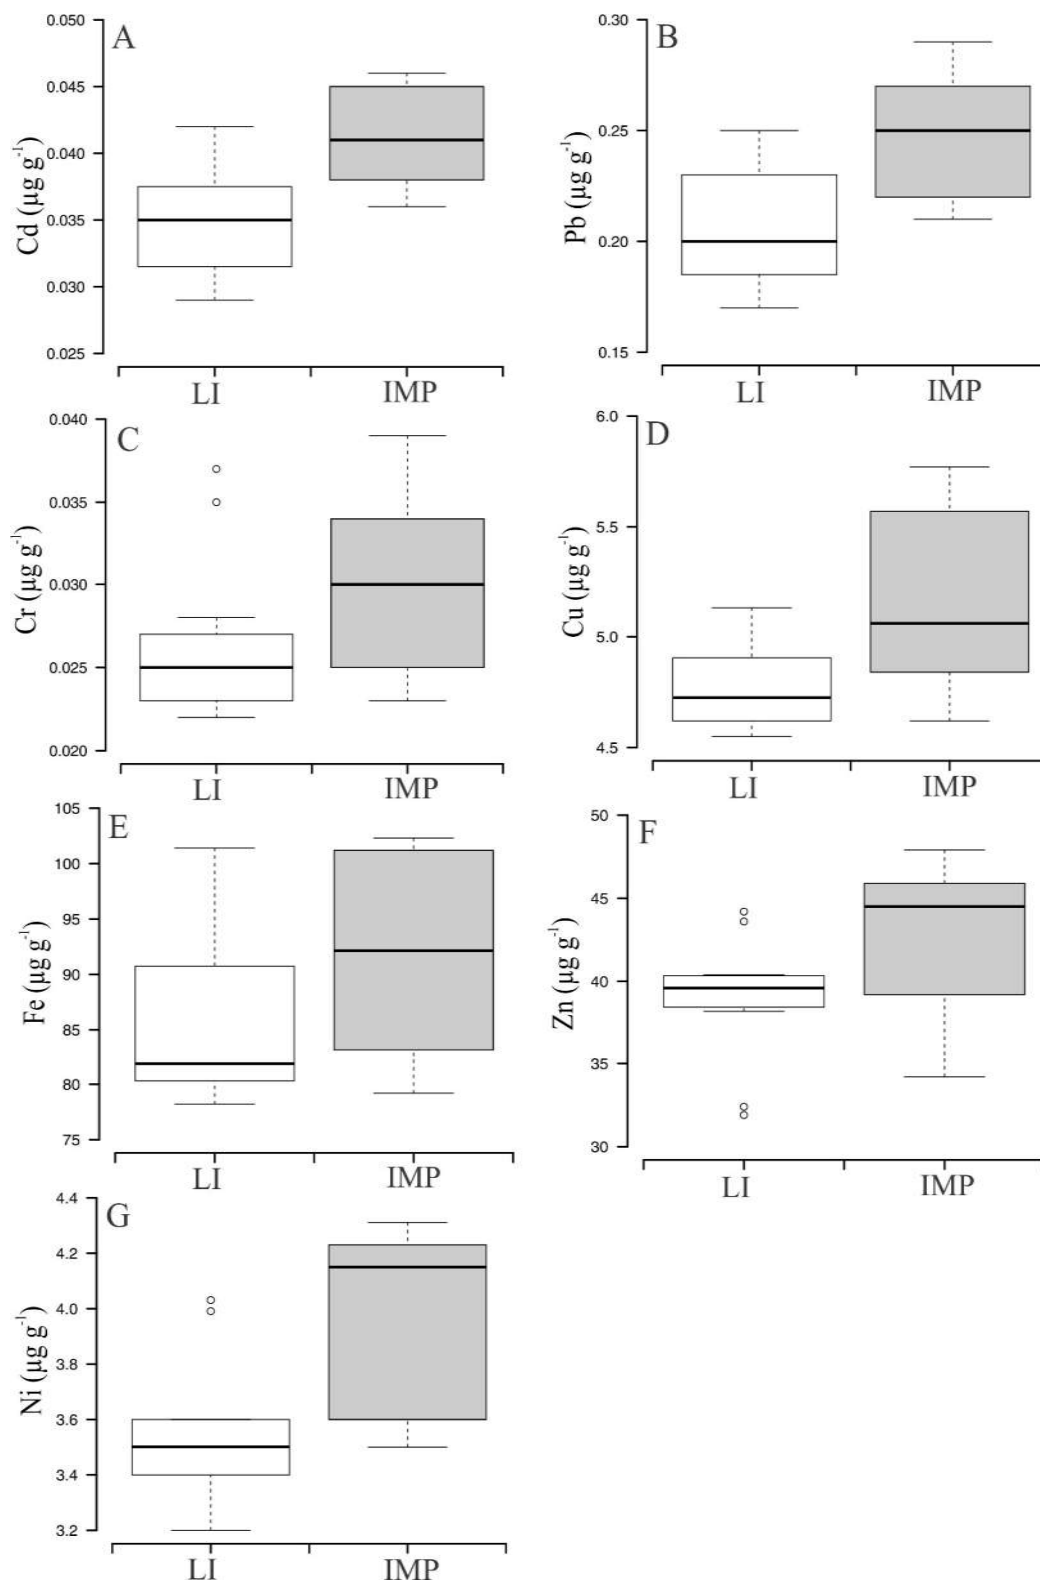 A
Cd (µg g⁻¹)
0.050
0.045
0.040
0.035
0.030
0.025
LI IMP
B
Pb (µg g⁻¹)
0.30
0.25
0.20
0.15
LI IMP
C
Cr (µg g⁻¹)
0.040
0.035
0.030
0.025
0.020
LI IMP
D
Cu (µg g⁻¹)
6.0
5.5
5.0
4.5
LI IMP
E
Fe (µg g⁻¹)
105
100
95
90
85
80
75
LI IMP
F
Zn (µg g⁻¹)
50
45
40
35
30
LI IMP
G
Ni (µg g⁻¹)
4.4
4.2
4.0
3.8
3.6
3.4
3.2
LI IMP